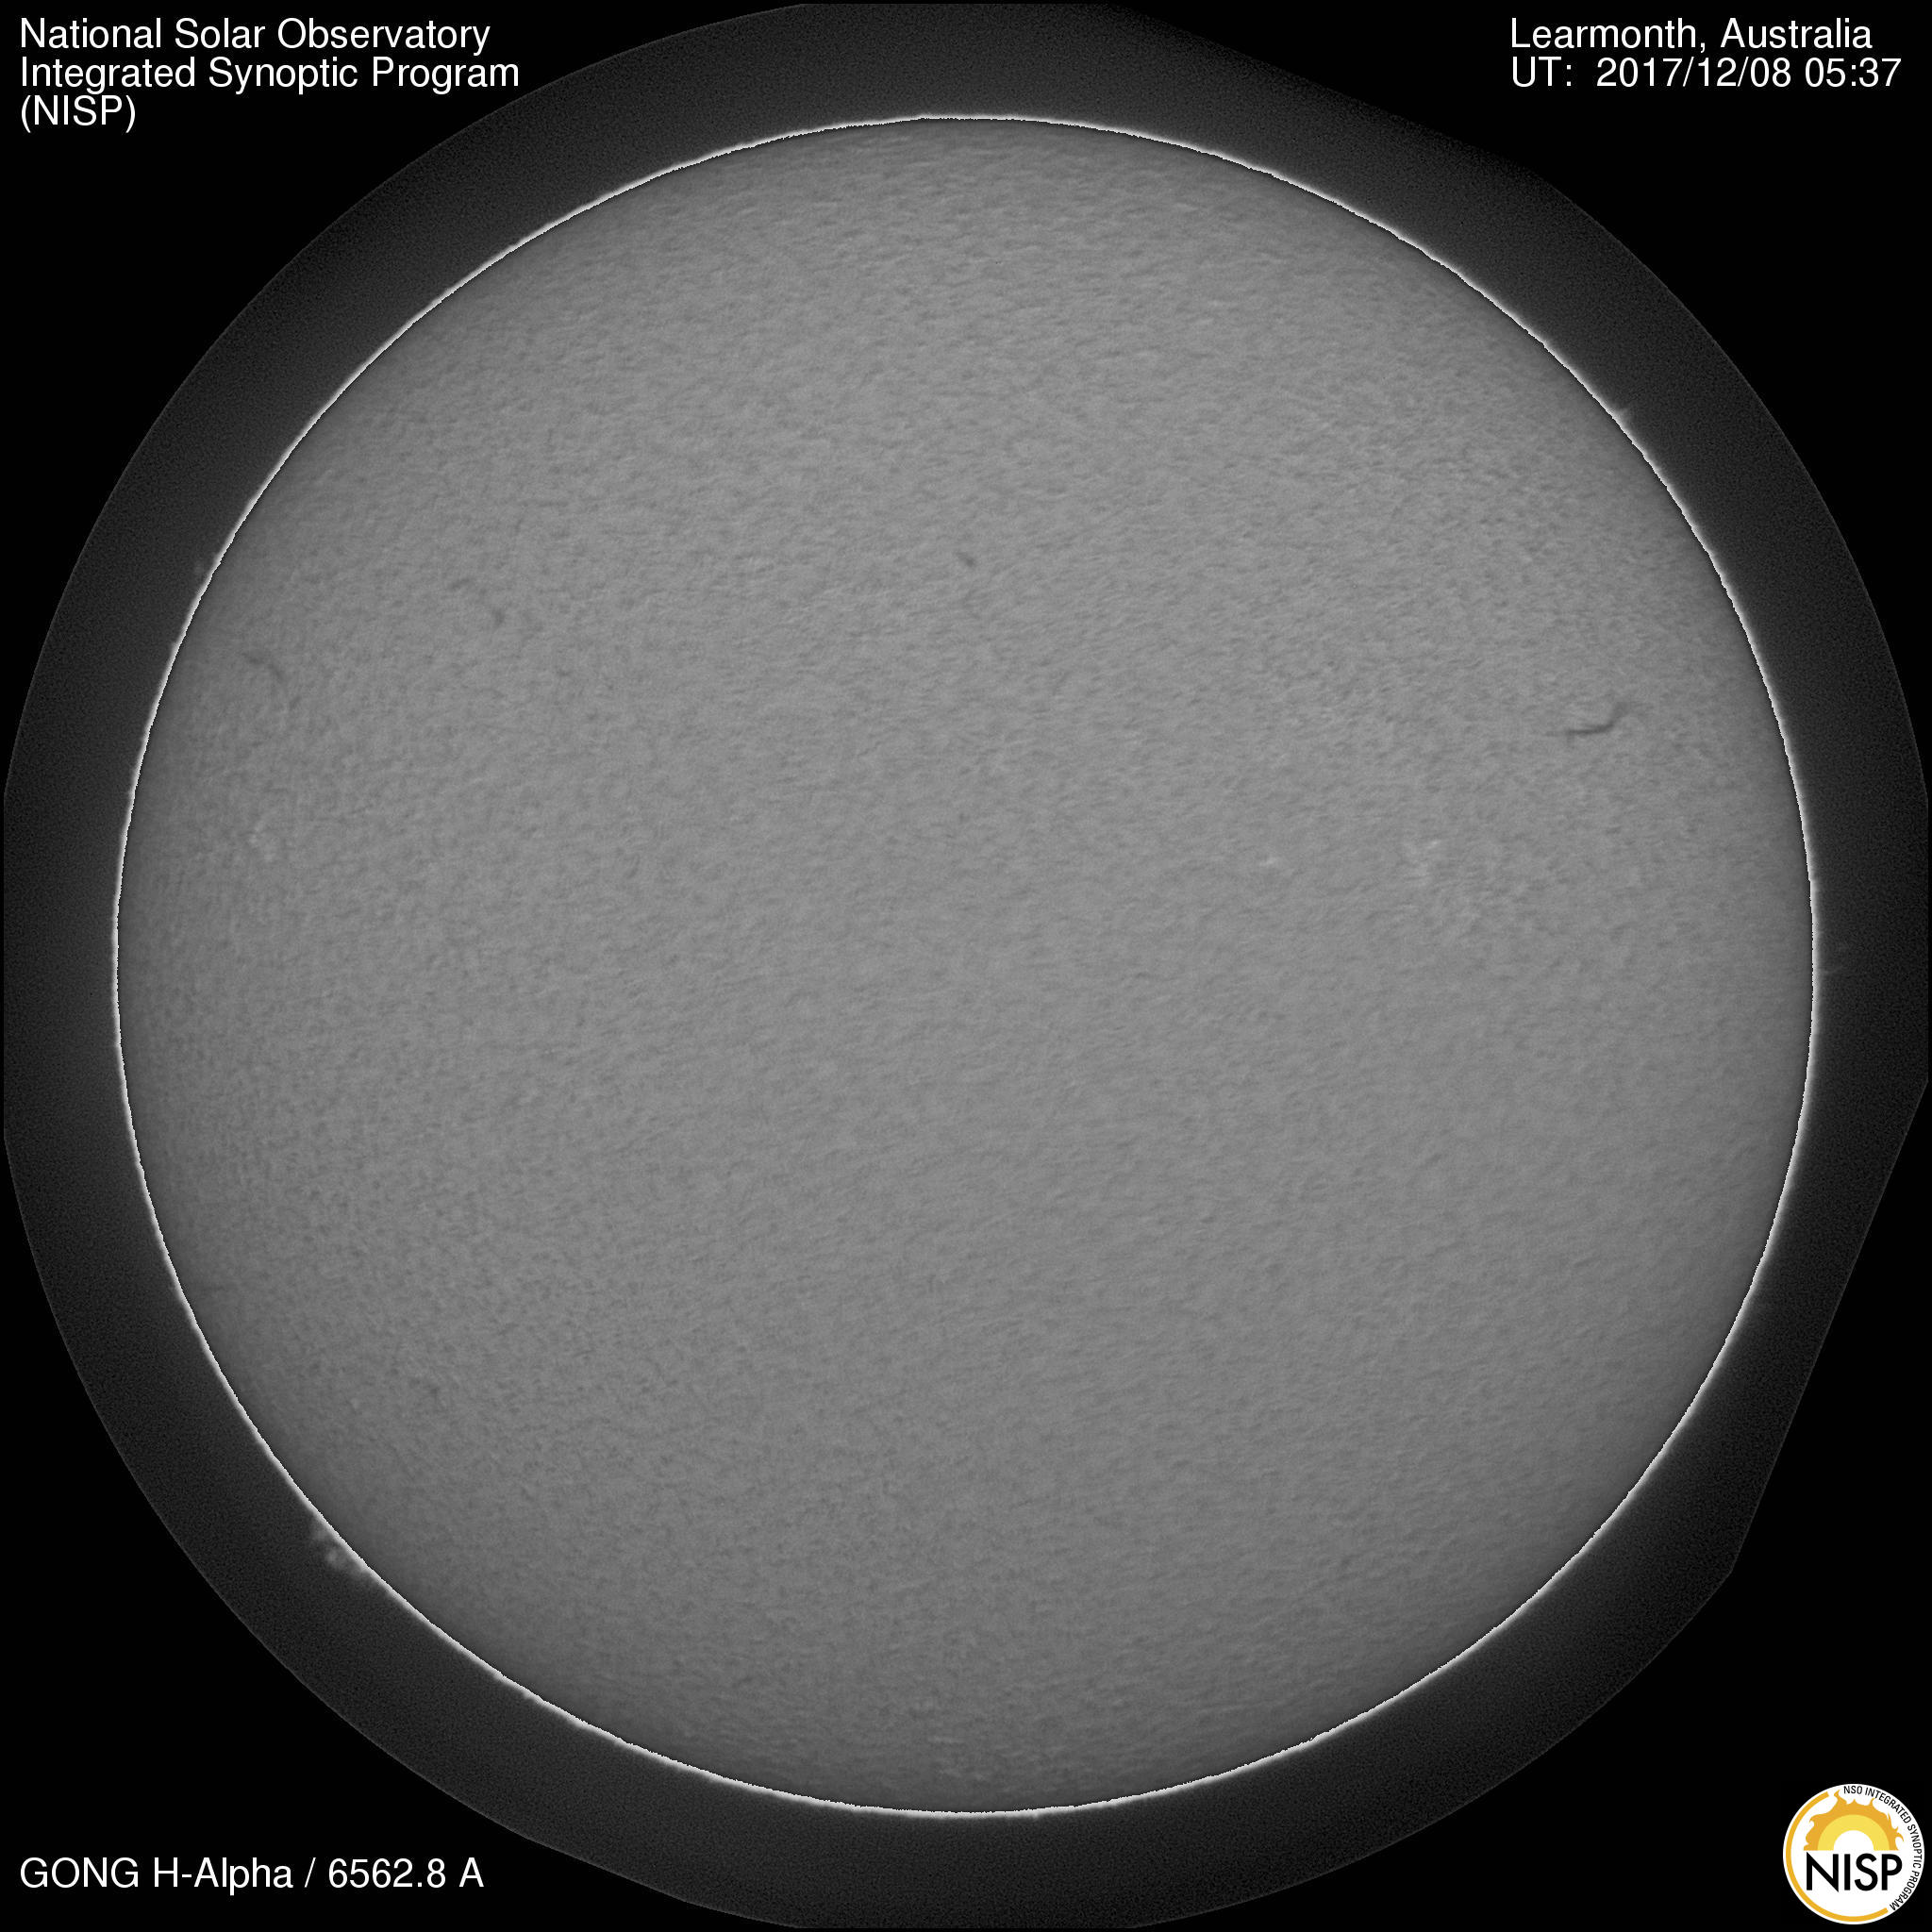 National Solar Observatory
Integrated Synoptic Program
(NISP)
Learmonth, Australia
UT: 2017/12/08 05:37
GONG H-Alpha / 6562.8 A
NSO INTEGRATED SYNOPTIC PROGRAM
NISP